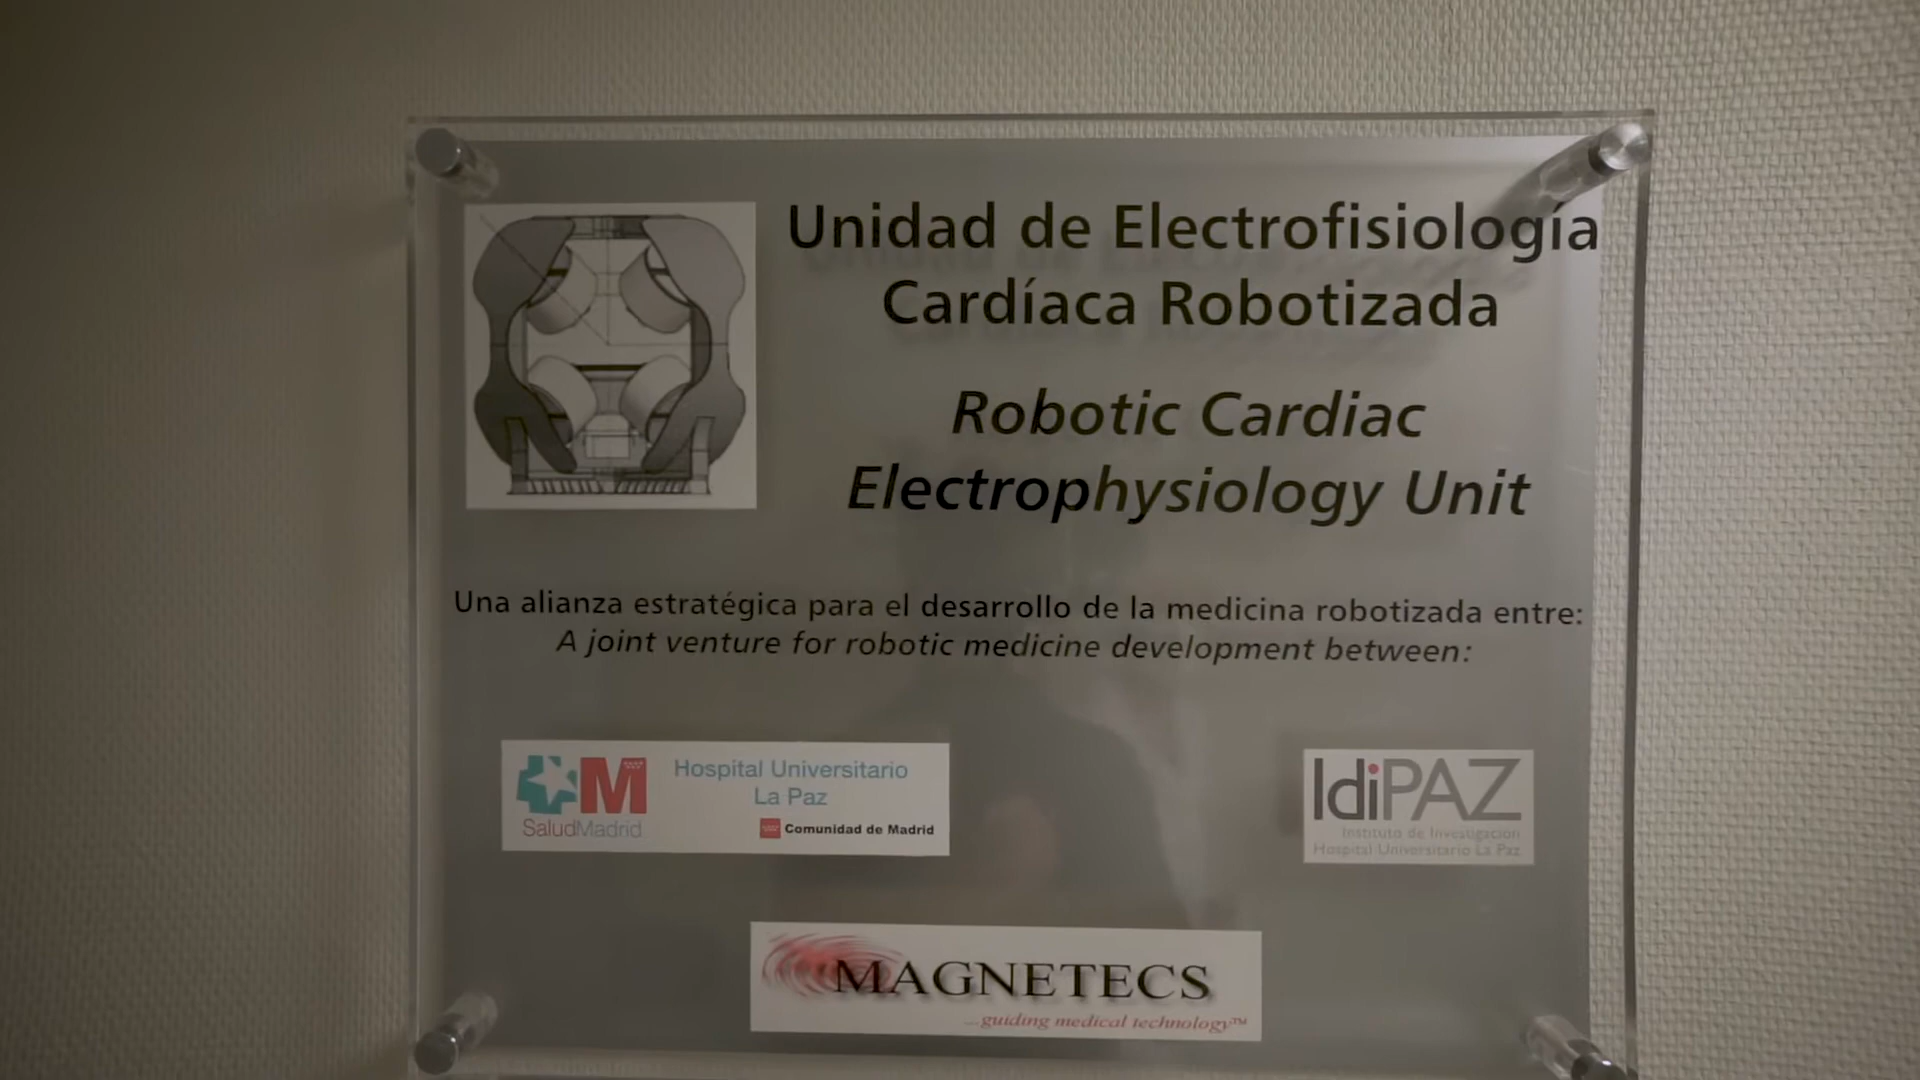 Unidad de Electrofisiología
Cardíaca Robotizada
Robotic Cardiac
Electrophysiology Unit
Una alianza estratégica para el desarrollo de la medicina robotizada entre:
A joint venture for robotic medicine development between:
M
SaludMadrid
Hospital Universitario
La Paz
Comunidad de Madrid
IdiPAZ
Instituto de Investigación
Hospital Universitario La Paz
MAGNETECS
...guiding medical technology™